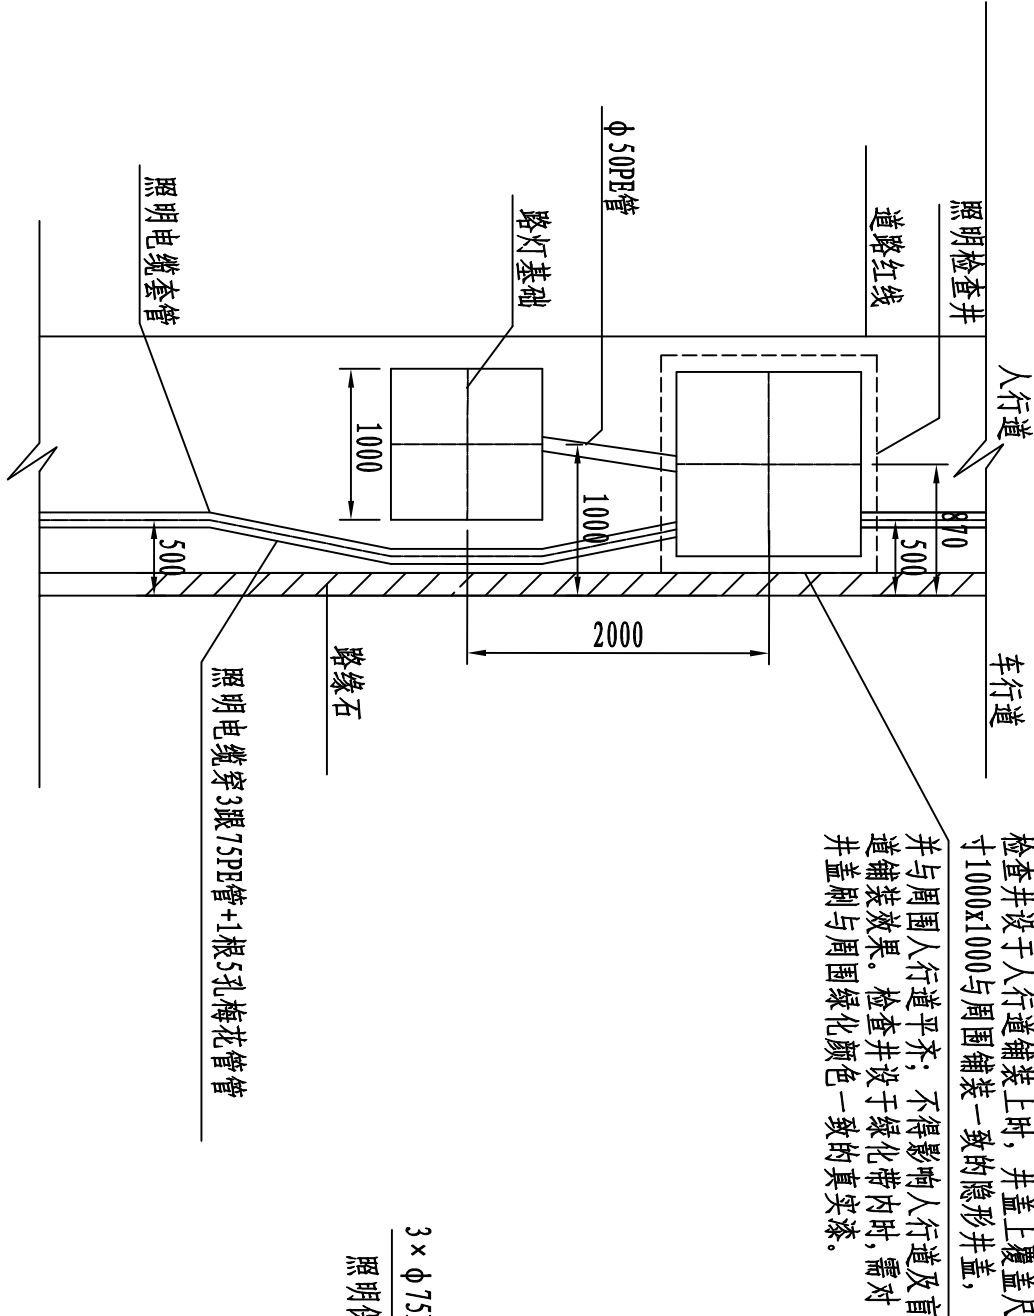 人行道
车行道
照明检查井
道路红线
φ50PE管
路灯基础
照明电缆套管
870
500
1000
1000
500
2000
路缘石
照明电缆穿3跟75PE管+1根5孔梅花管管
检查井设于人行道铺装上时，井盖上覆盖尺
寸1000x1000与周围铺装一致的隐形井盖，
并与周围人行道平齐；不得影响人行道及盲
道铺装效果。检查井设于绿化带内时，需对
井盖刷与周围绿化颜色一致的真实漆。
3×φ75
照明